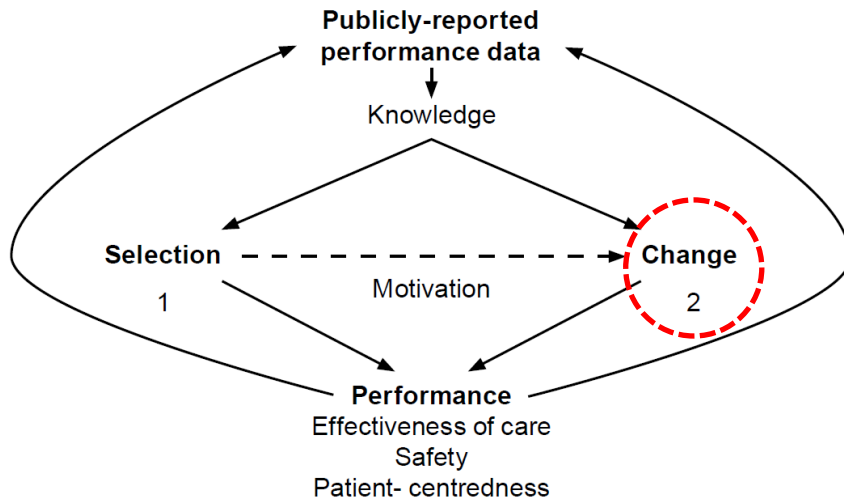 Publicly-reported
performance data
Knowledge
Selection
Change
Motivation
1
2
Performance
Effectiveness of care
Safety
Patient- centredness